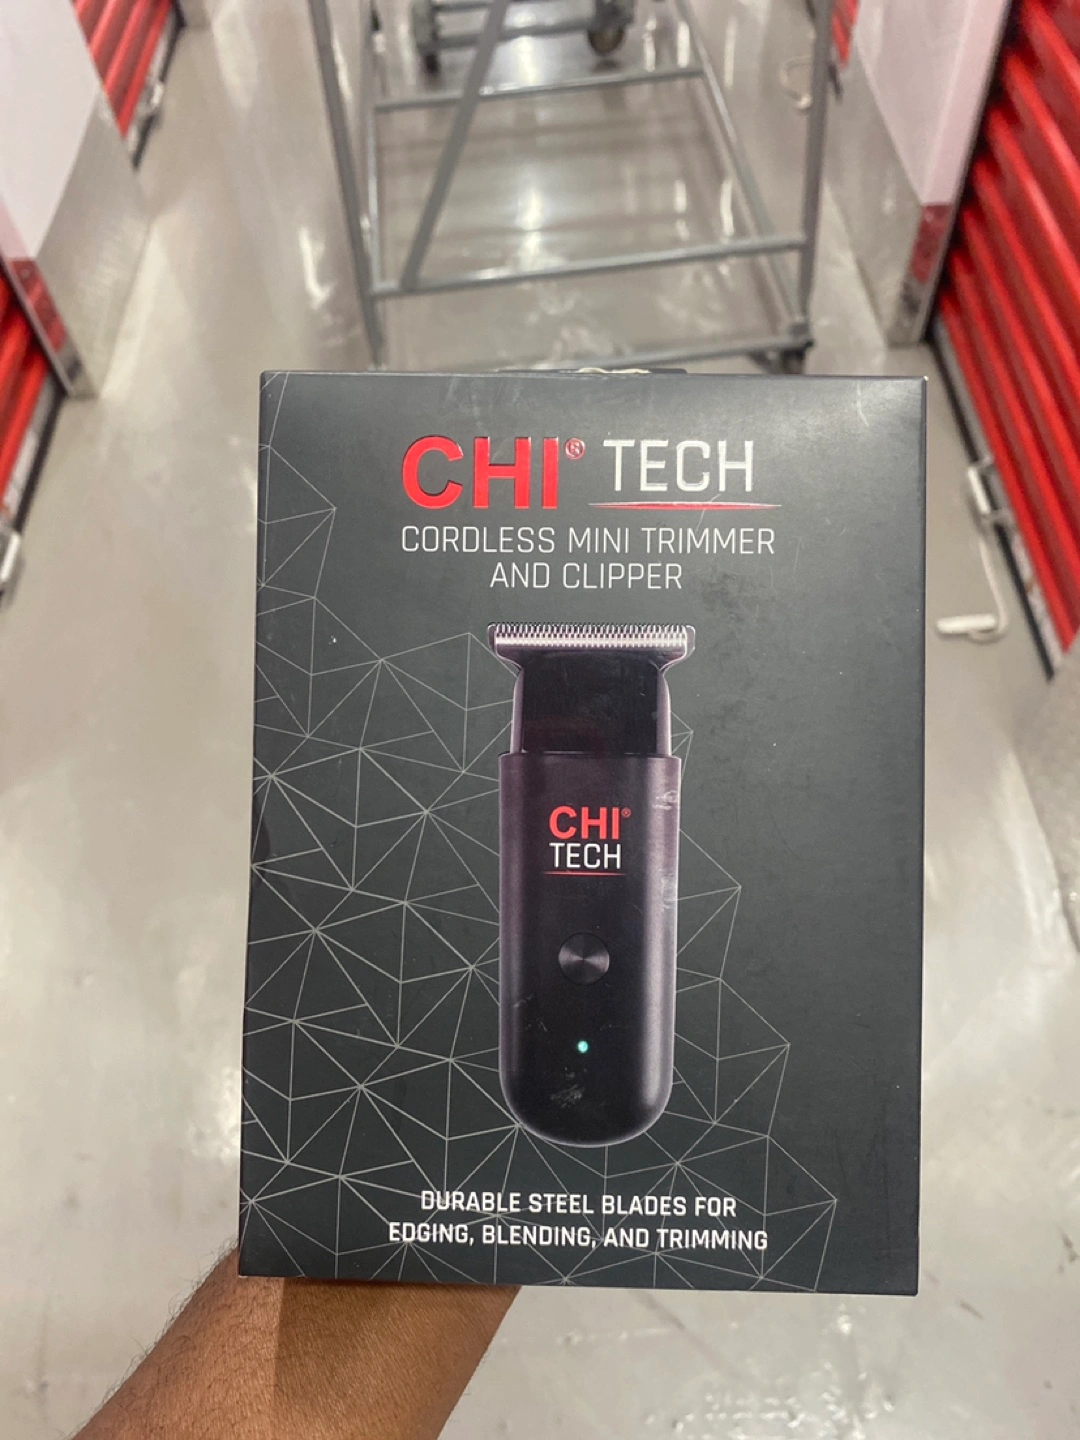 CHI® TECH
CORDLESS MINI TRIMMER
AND CLIPPER
CHI®
TECH
DURABLE STEEL BLADES FOR
EDGING, BLENDING, AND TRIMMING